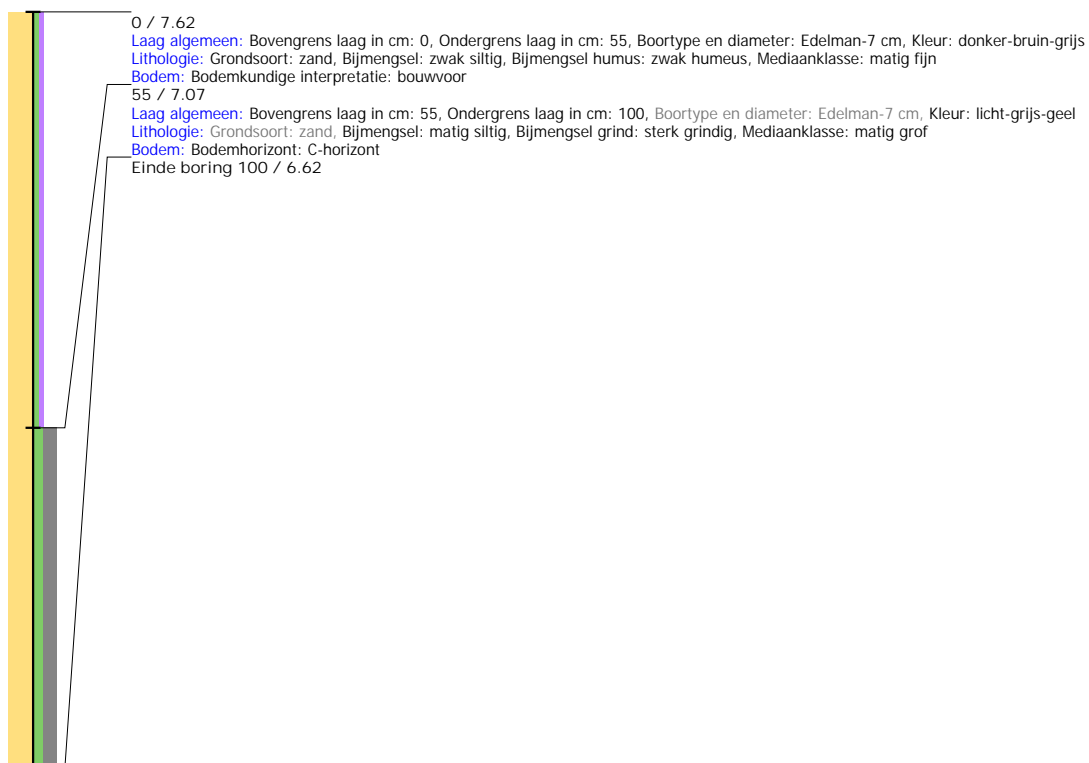 0 / 7.62
Laag algemeen: Bovengrens laag in cm: 0, Ondergrens laag in cm: 55, Boortype en diameter: Edelman-7 cm, Kleur: donker-bruin-grijs
Lithologie: Grondsoort: zand, Bijmengsel: zwak siltig, Bijmengsel humus: zwak humeus, Mediaanklasse: matig fijn
Bodem: Bodemkundige interpretatie: bouwvoor
55 / 7.07
Laag algemeen: Bovengrens laag in cm: 55, Ondergrens laag in cm: 100, Boortype en diameter: Edelman-7 cm, Kleur: licht-grijs-geel
Lithologie: Grondsoort: zand, Bijmengsel: matig siltig, Bijmengsel grind: sterk grindig, Mediaanklasse: matig grof
Bodem: Bodemhorizont: C-horizont
Einde boring 100 / 6.62